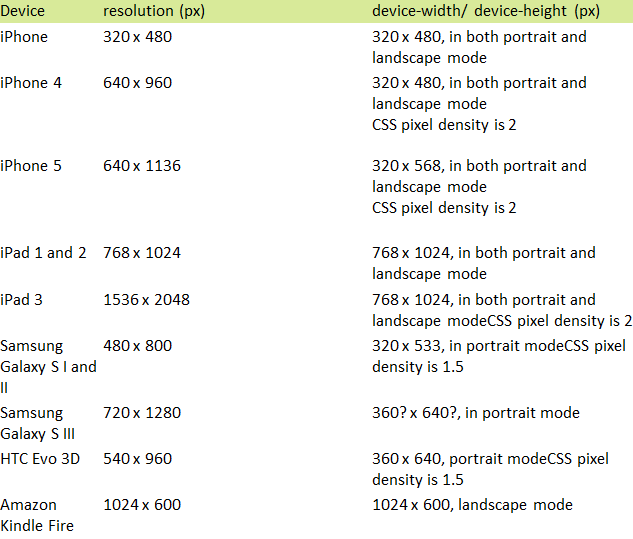 Device resolution (px) device-width/ device-height (px)
iPhone 320 x 480 320 x 480, in both portrait and
landscape mode
iPhone 4 640 x 960 320 x 480, in both portrait and
landscape mode
CSS pixel density is 2
iPhone 5 640 x 1136 320 x 568, in both portrait and
landscape mode
CSS pixel density is 2
iPad 1 and 2 768 x 1024 768 x 1024, in both portrait and
landscape mode
iPad 3 1536 x 2048 768 x 1024, in both portrait and
landscape modeCSS pixel density is 2
Samsung 480 x 800 320 x 533, in portrait modeCSS pixel
Galaxy S I and density is 1.5
II
Samsung 720 x 1280 360? x 640?, in portrait mode
Galaxy S III
HTC Evo 3D 540 x 960 360 x 640, portrait modeCSS pixel
density is 1.5
Amazon 1024 x 600 1024 x 600, landscape mode
Kindle Fire